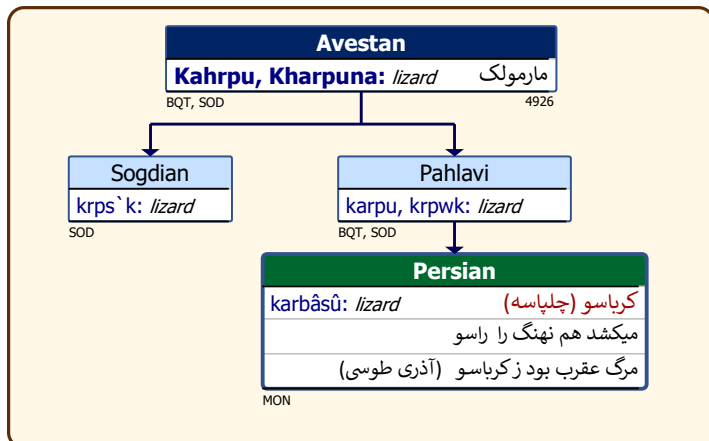 Avestan
Kahrpu, Kharpuna: lizard مارمولک
BQT, SOD 4926
Sogdian
krps`k: lizard
SOD
Pahlavi
karpu, krpwk: lizard
BQT, SOD
Persian
karbâsû: lizard کرباسو (چلپاسه)
میکشد هم نهنگ را راسو
مرگ عقرب بود ز کرباسو (آذری طوسی)
MON